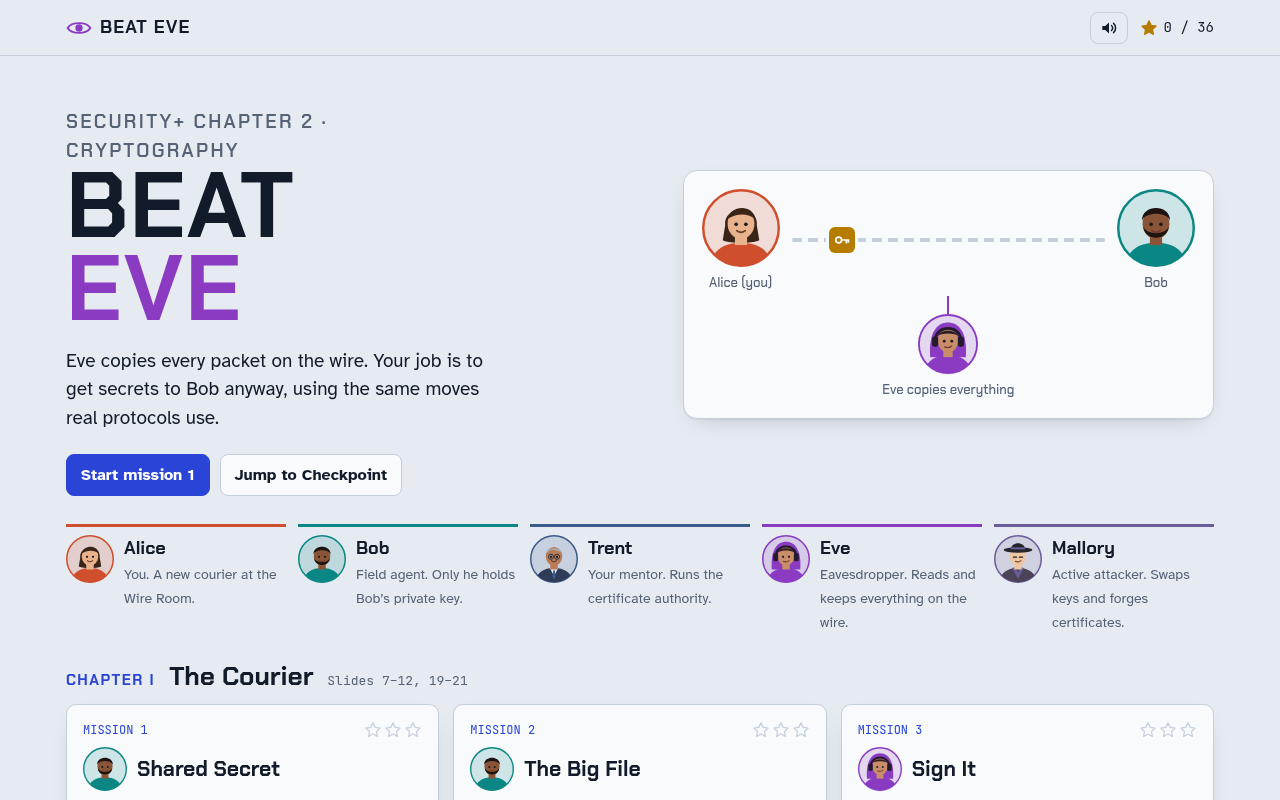 BEAT EVE
0 / 36
SECURITY+ CHAPTER 2 ·
CRYPTOGRAPHY
BEAT
EVE
Eve copies every packet on the wire. Your job is to
get secrets to Bob anyway, using the same moves
real protocols use.
Start mission 1
Jump to Checkpoint
Alice (you)
Bob
Eve copies everything
Alice
You. A new courier at the
Wire Room.
Bob
Field agent. Only he holds
Bob's private key.
Trent
Your mentor. Runs the
certificate authority.
Eve
Eavesdropper. Reads and
keeps everything on the
wire.
Mallory
Active attacker. Swaps
keys and forges
certificates.
CHAPTER I The Courier Slides 7–12, 19–21
MISSION 1
Shared Secret
MISSION 2
The Big File
MISSION 3
Sign It